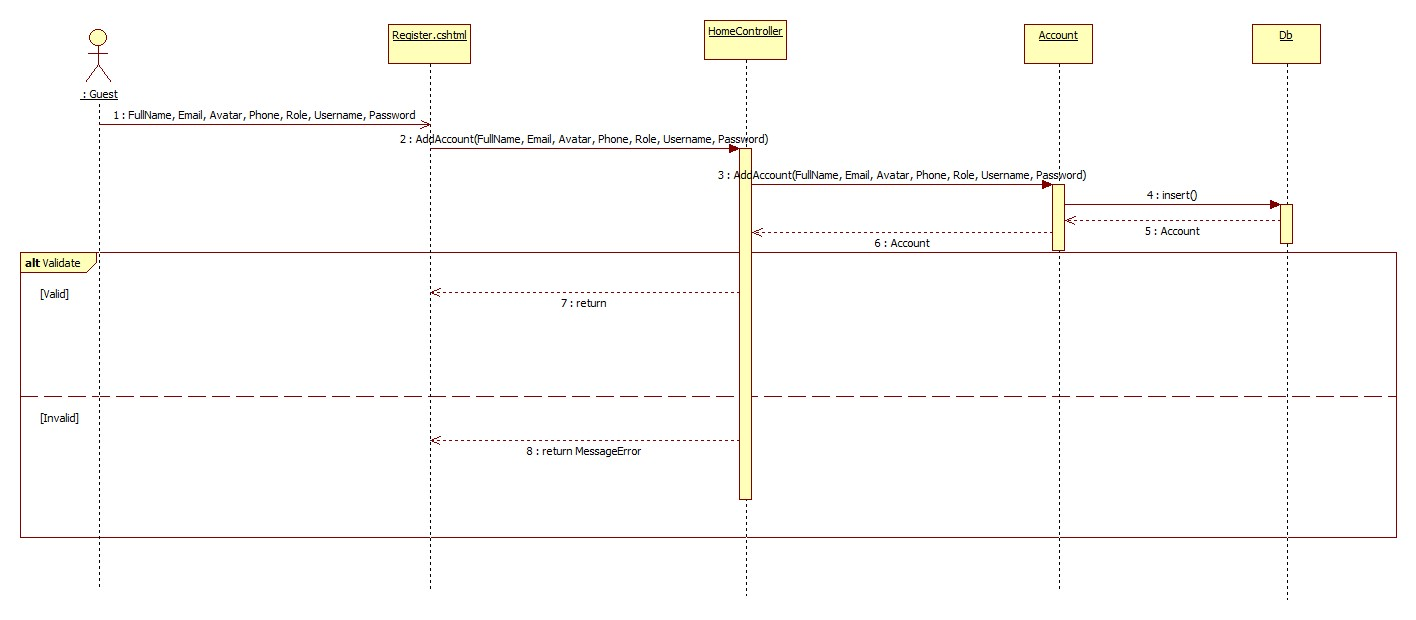 Register.cshtml
HomeController
Account
Db
: Guest
1 : FullName, Email, Avatar, Phone, Role, Username, Password
2 : AddAccount(FullName, Email, Avatar, Phone, Role, Username, Password)
3 : AddAccount(FullName, Email, Avatar, Phone, Role, Username, Password)
4 : insert()
5 : Account
6 : Account
alt Validate
[Valid]
7 : return
[Invalid]
8 : return MessageError